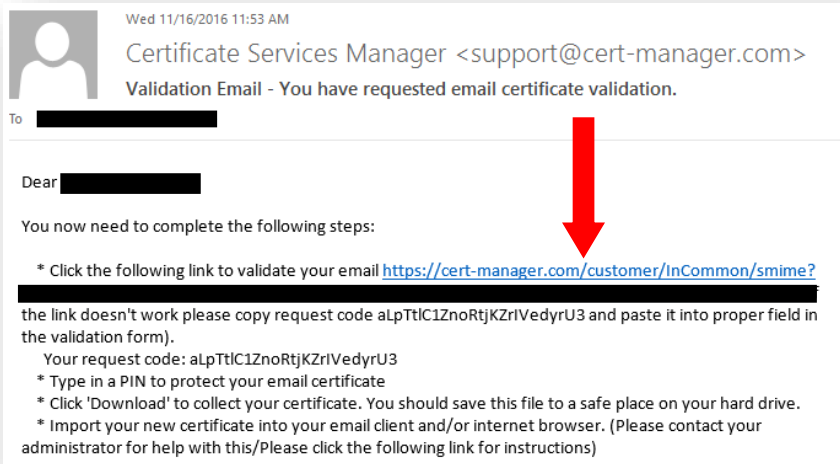 Wed 11/16/2016 11:53 AM
Certificate Services Manager <support@cert-manager.com>
Validation Email - You have requested email certificate validation.
To
Dear
You now need to complete the following steps:
* Click the following link to validate your email https://cert-manager.com/customer/InCommon/smime?
the link doesn't work please copy request code aLpTtlC1ZnoRtjKZrIVedyrU3 and paste it into proper field in
the validation form).
Your request code: aLpTtlC1ZnoRtjKZrIVedyrU3
* Type in a PIN to protect your email certificate
* Click 'Download' to collect your certificate. You should save this file to a safe place on your hard drive.
* Import your new certificate into your email client and/or internet browser. (Please contact your
administrator for help with this/Please click the following link for instructions)